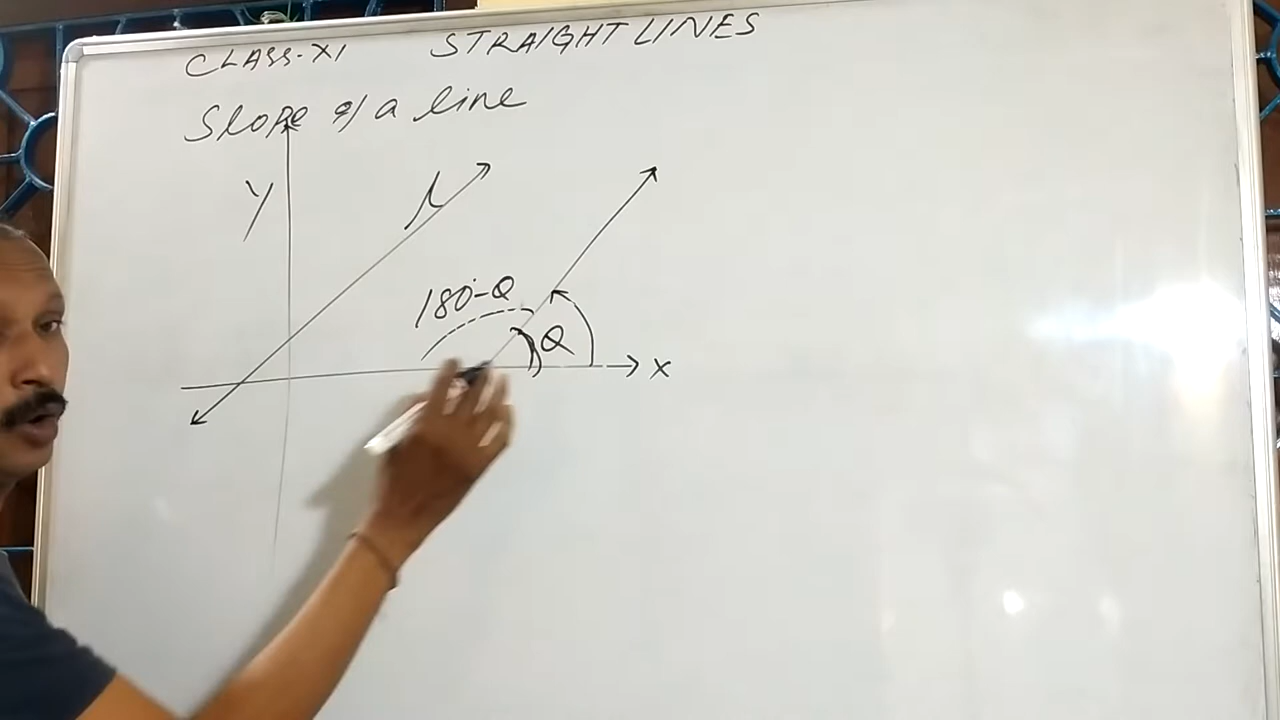 CLASS-XI STRAIGHT LINES
Slope of a line
Y
l
180°-θ
θ
X